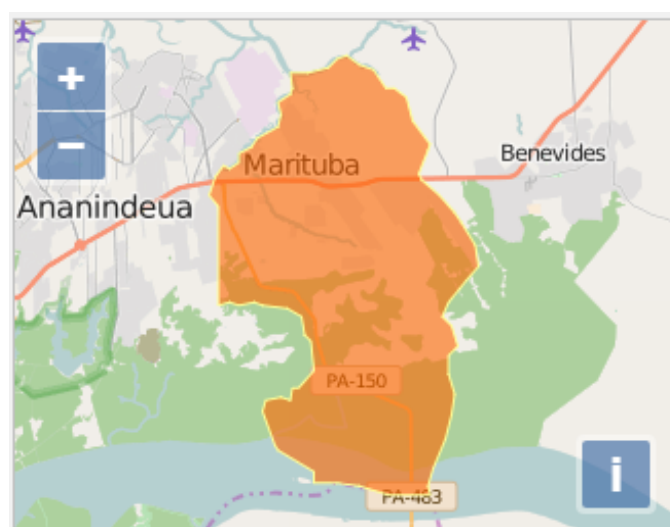 +
−
Marituba
Benevides
Ananindeua
PA-150
i
PA-483